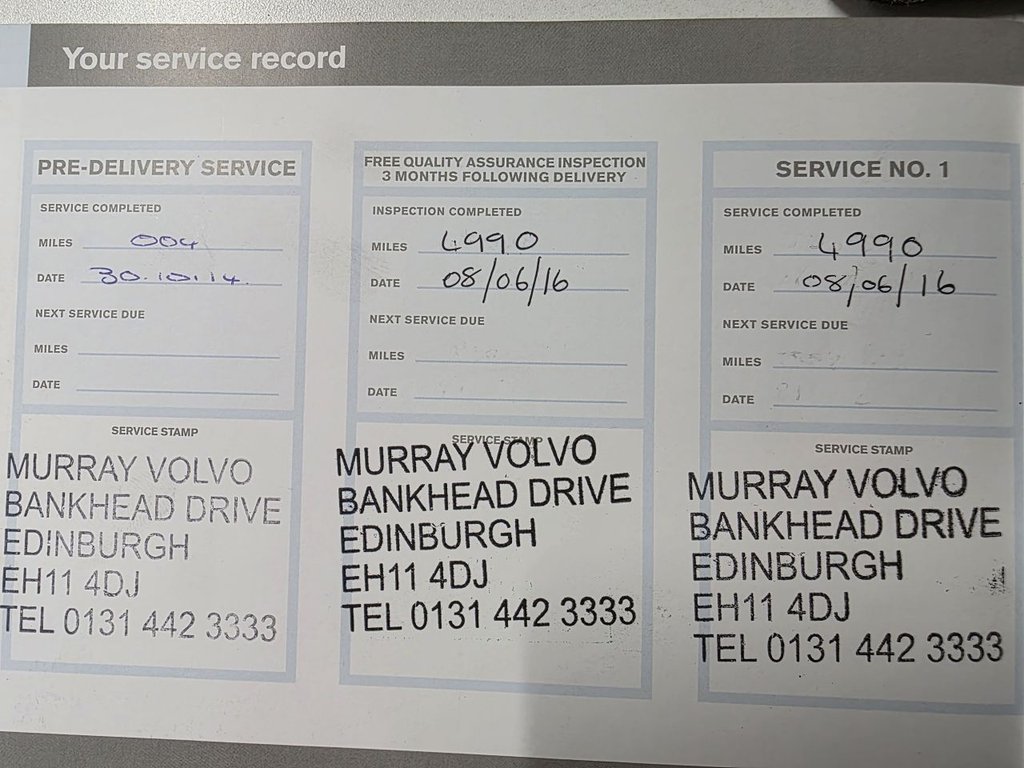 Your service record
PRE-DELIVERY SERVICE
SERVICE COMPLETED
MILES 004
DATE 30.10.14.
NEXT SERVICE DUE
MILES
DATE
SERVICE STAMP
MURRAY VOLVO
BANKHEAD DRIVE
EDINBURGH
EH11 4DJ
TEL 0131 442 3333
FREE QUALITY ASSURANCE INSPECTION
3 MONTHS FOLLOWING DELIVERY
INSPECTION COMPLETED
MILES 4990
DATE 08/06/16
NEXT SERVICE DUE
MILES
DATE
SERVICE STAMP
MURRAY VOLVO
BANKHEAD DRIVE
EDINBURGH
EH11 4DJ
TEL 0131 442 3333
SERVICE NO. 1
SERVICE COMPLETED
MILES 4990
DATE 08/06/16
NEXT SERVICE DUE
MILES
DATE
SERVICE STAMP
MURRAY VOLVO
BANKHEAD DRIVE
EDINBURGH
EH11 4DJ
TEL 0131 442 3333